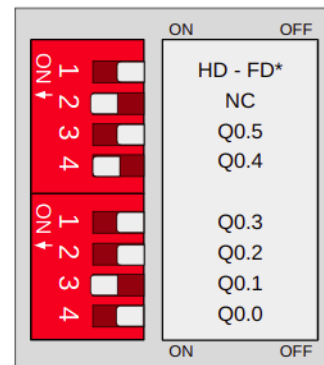 ON OFF
ON
1 HD - FD*
2 NC
3 Q0.5
4 Q0.4
ON
1 Q0.3
2 Q0.2
3 Q0.1
4 Q0.0
ON OFF